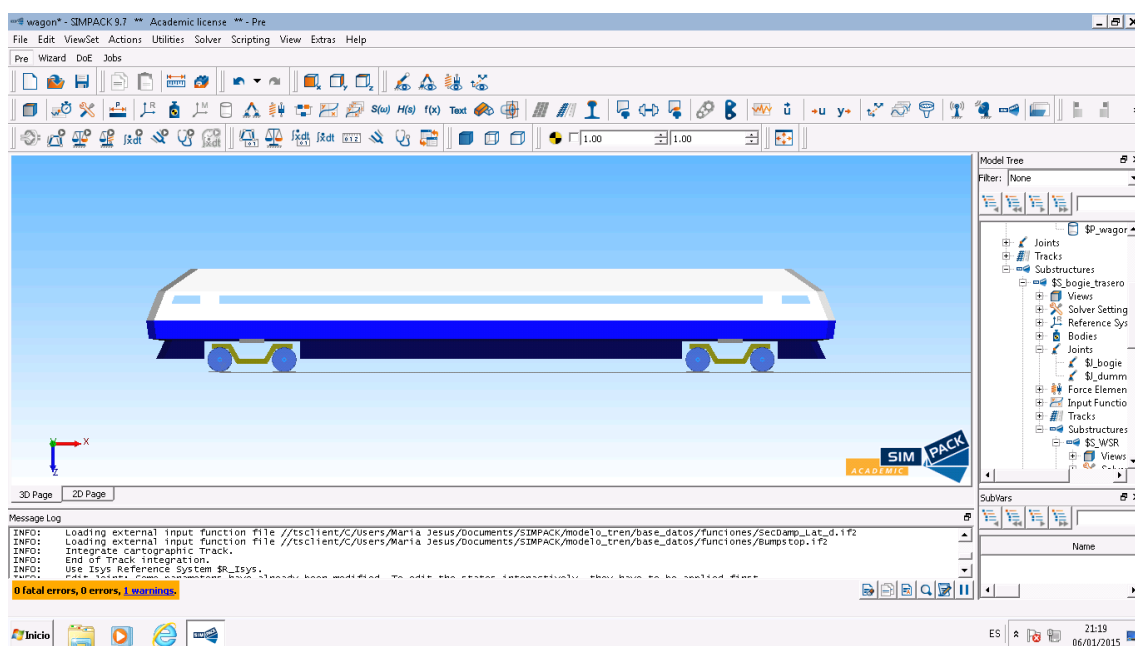 wagon* - SIMPACK 9.7 ** Academic license ** - Pre
File Edit ViewSet Actions Utilities Solver Scripting View Extras Help
Pre Wizard DoE Jobs
S(ω) H(s) f(x) Text
1.00 1.00
Model Tree
Filter: None
$P_wagor
Joints
Tracks
Substructures
$S_bogie_trasero
Views
Solver Setting
Reference Sys
Bodies
Joints
$J_bogie
$J_dumm
Force Elemen
Input Functio
Tracks
Substructures
$S_WSR
Views
X
Z
SIMPACK
ACADEMIC
3D Page 2D Page
SubVars
Name
Message Log
INFO: Loading external input function file //tsclient/C/Users/Maria Jesus/Documents/SIMPACK/modelo_tren/base_datos/funciones/SecDamp_Lat_d.if2
INFO: Loading external input function file //tsclient/C/Users/Maria Jesus/Documents/SIMPACK/modelo_tren/base_datos/funciones/Bumpstop.if2
INFO: Integrate cartographic Track.
INFO: End of Track integration.
INFO: Use Isys Reference System $R_Isys.
0 fatal errors, 0 errors, 1 warnings.
Inicio
ES
21:19
06/01/2015